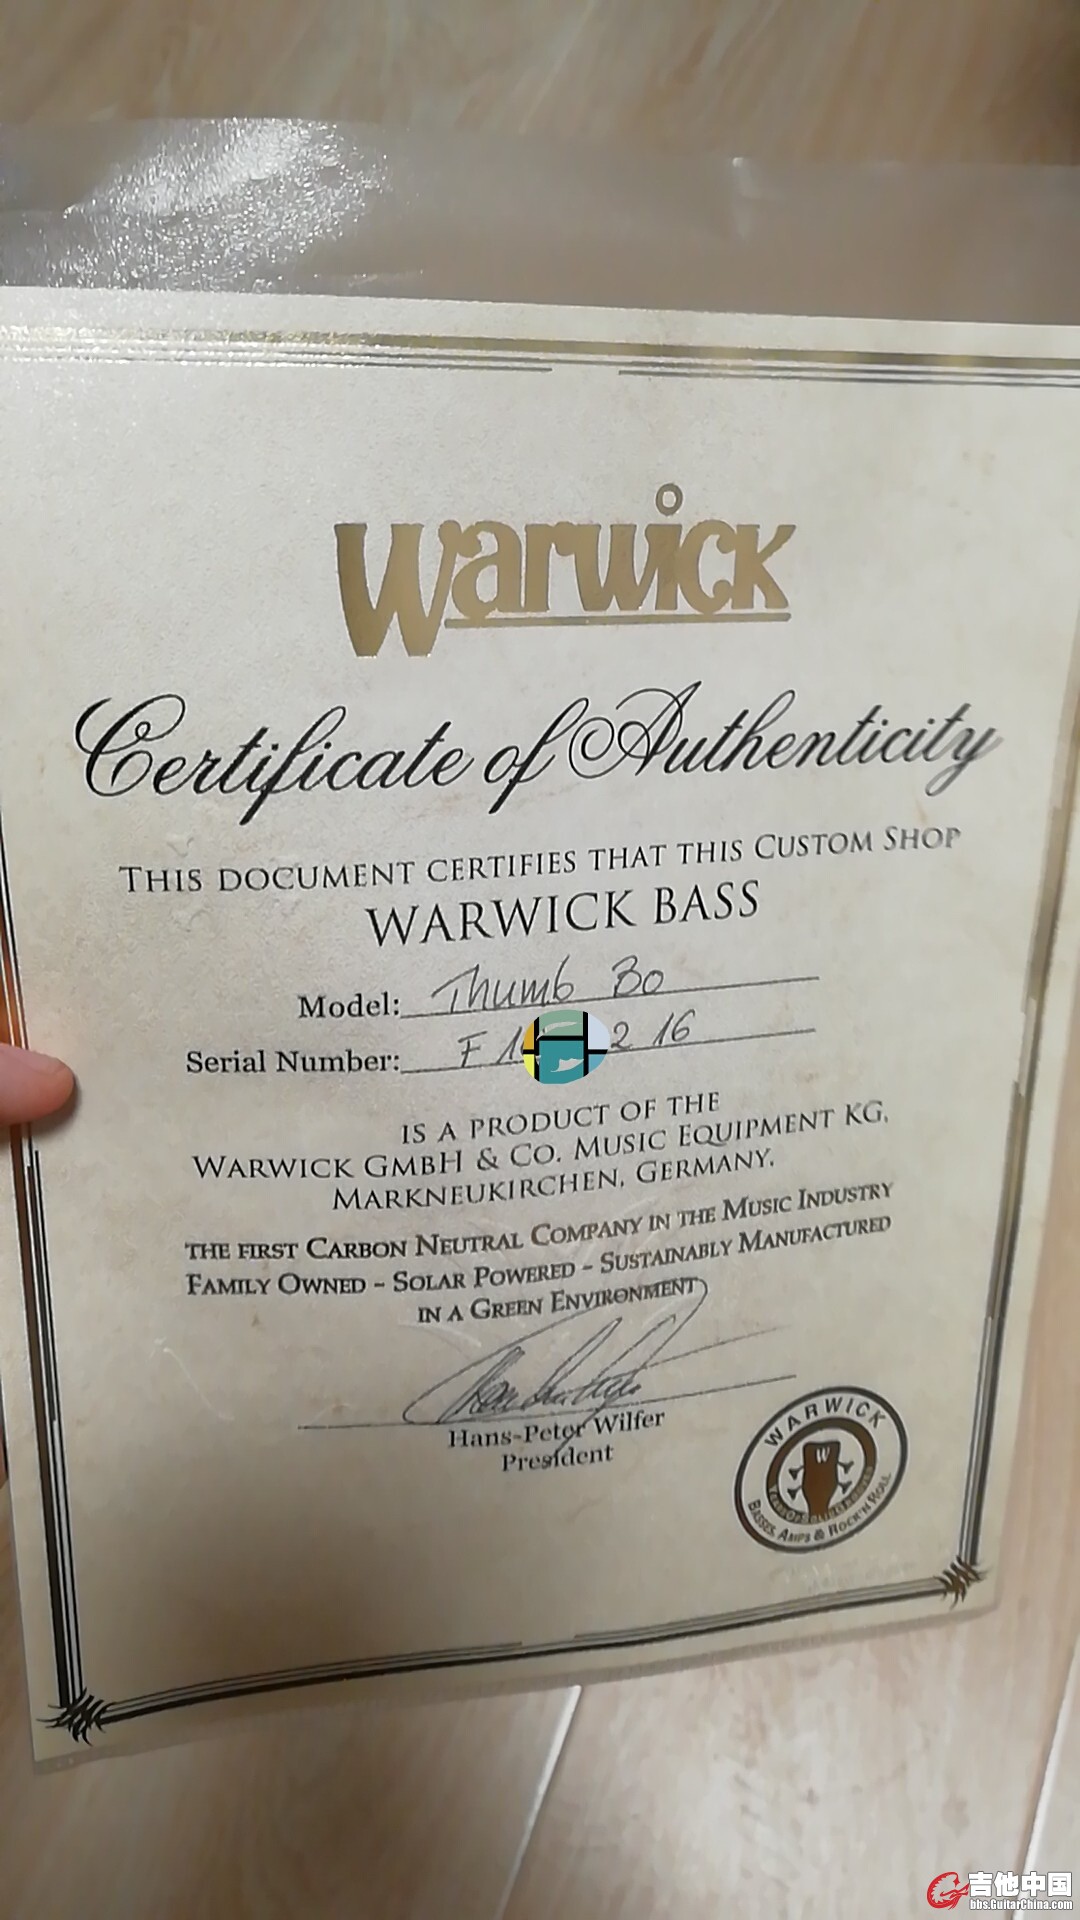 Warwick
Certificate of Authenticity
THIS DOCUMENT CERTIFIES THAT THIS CUSTOM SHOP
WARWICK BASS
Model: Thumb Bo
Serial Number: F 2 16
IS A PRODUCT OF THE
WARWICK GMBH & CO. MUSIC EQUIPMENT KG,
MARKNEUKIRCHEN, GERMANY.
THE FIRST CARBON NEUTRAL COMPANY IN THE MUSIC INDUSTRY
FAMILY OWNED - SOLAR POWERED - SUSTAINABLY MANUFACTURED
IN A GREEN ENVIRONMENT
Hans-Peter Wilfer
President
WARWICK
W
BASSES, AMPS & ROCK'N ROLL
吉他中国
bbs.GuitarChina.com